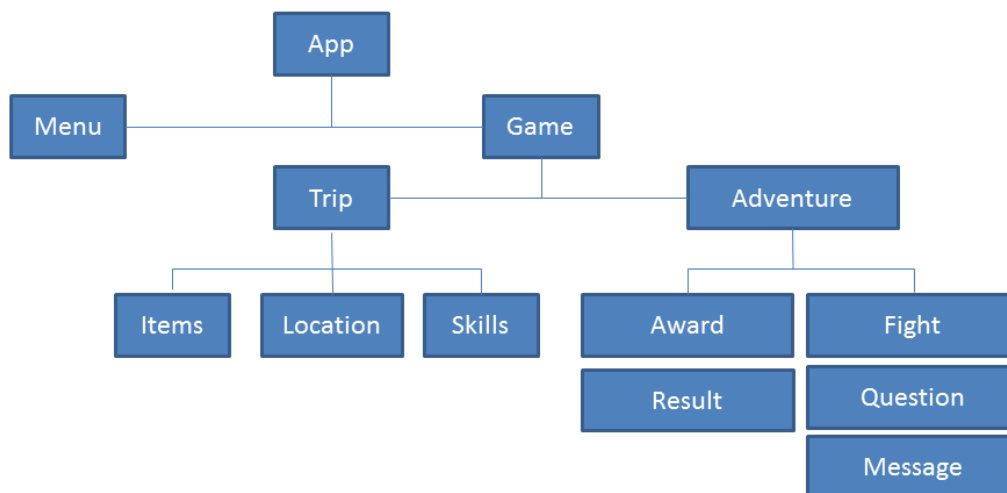 App
Menu
Game
Trip
Adventure
Items
Location
Skills
Award
Fight
Result
Question
Message